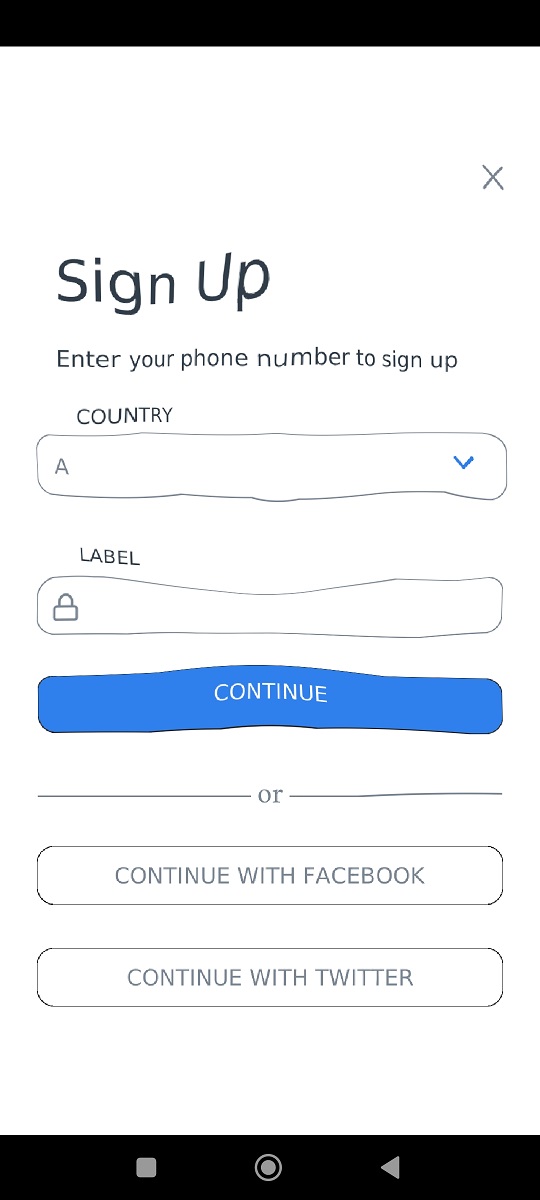 Sign Up
Enter your phone number to sign up
COUNTRY
A
LABEL
CONTINUE
or
CONTINUE WITH FACEBOOK
CONTINUE WITH TWITTER